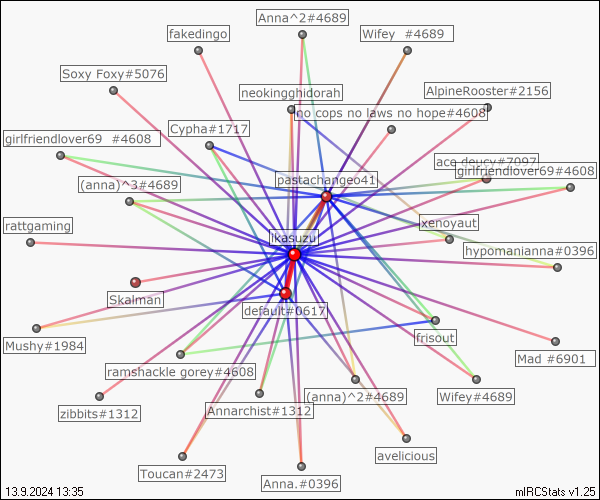 Anna^2#4689
fakedingo
Wifey  #4689
Soxy Foxy#5076
neokingghidorah
AlpineRooster#2156
no cops no laws no hope#4608
Cypha#1717
girlfriendlover69  #4608
ace deucy#7097
girlfriendlover69#4608
(anna)^3#4689
pastachangeo41
rattgaming
xenoyaut
ikasuzu
hypomanianna#0396
Skalman
default#0617
frisout
Mushy#1984
Mad #6901
ramshackle gorey#4608
zibbits#1312
Annarchist#1312
(anna)^2#4689
Wifey#4689
avelicious
Toucan#2473
Anna.#0396
13.9.2024 13:35
mIRCStats v1.25